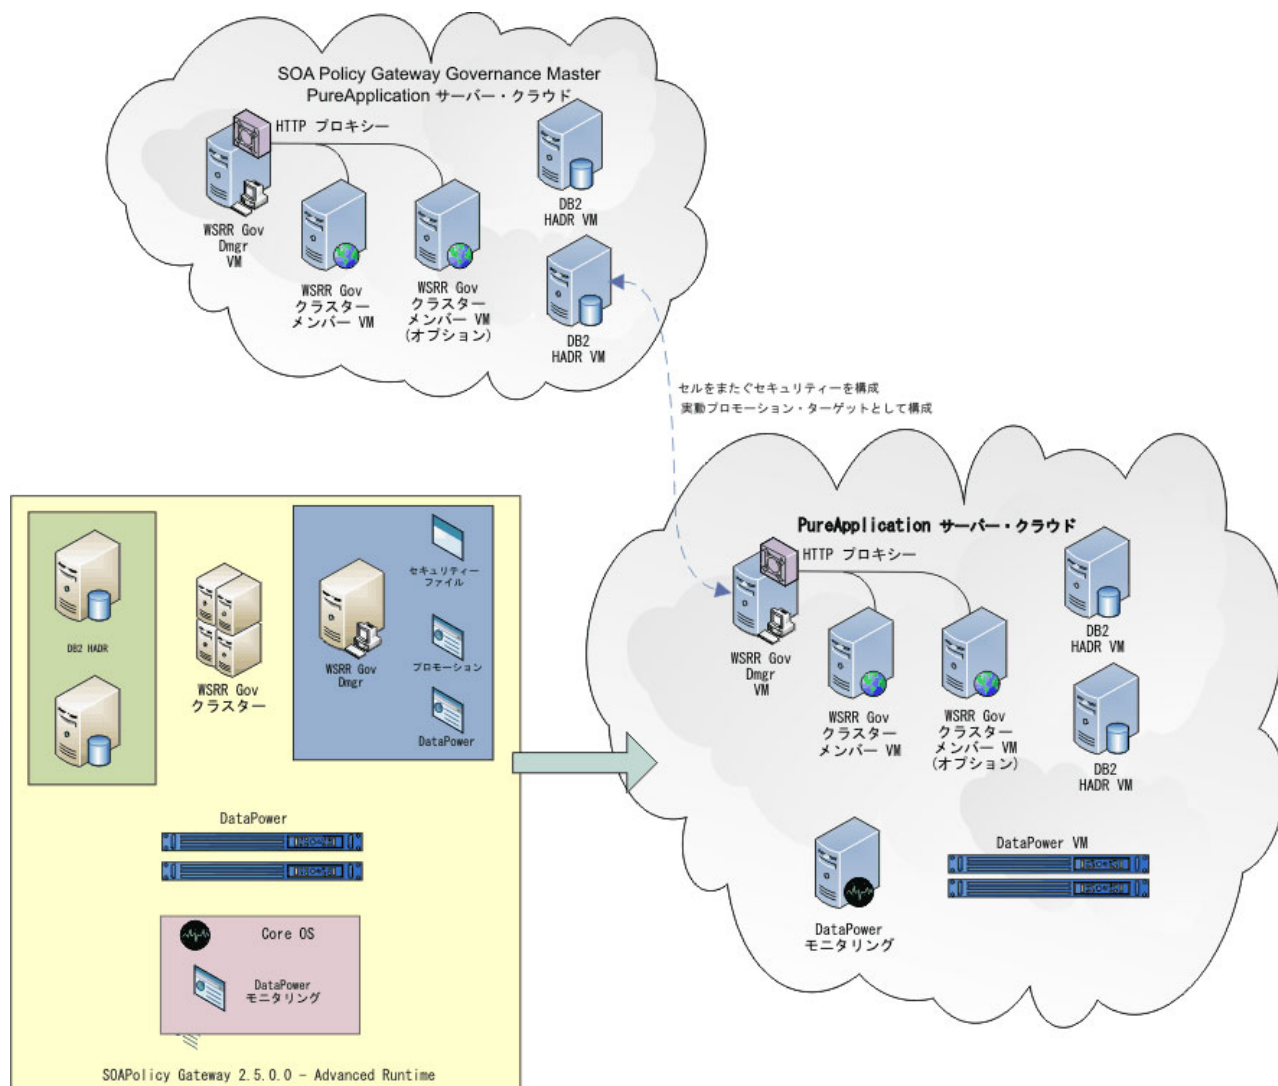 SOA Policy Gateway Governance Master
PureApplication サーバー・クラウド
HTTP プロキシー
WSRR Gov
Dmgr
VM
WSRR Gov
クラスター
メンバー VM
WSRR Gov
クラスター
メンバー VM
(オプション)
DB2
HADR VM
DB2
HADR VM
セルをまたぐセキュリティーを構成
実動プロモーション・ターゲットとして構成
DB2 HADR
WSRR Gov
クラスター
WSRR Gov
Dmgr
セキュリティー
ファイル
プロモーション
DataPower
DataPower
Core OS
DataPower
モニタリング
SOAPolicy Gateway 2.5.0.0 - Advanced Runtime
PureApplication サーバー・クラウド
HTTP プロキシー
WSRR Gov
Dmgr
VM
WSRR Gov
クラスター
メンバー VM
WSRR Gov
クラスター
メンバー VM
(オプション)
DB2
HADR VM
DB2
HADR VM
DataPower
モニタリング
DataPower VM